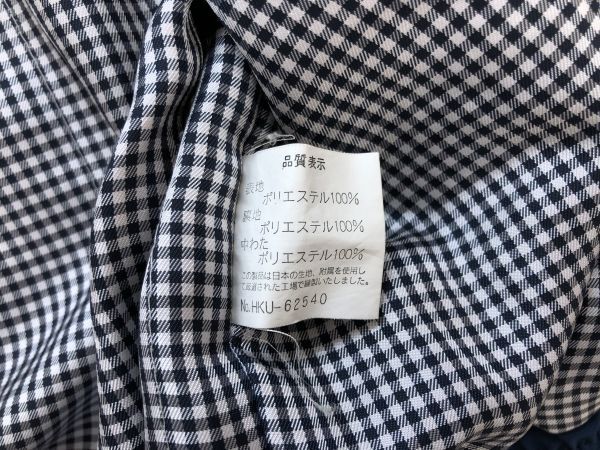 品質表示
表地
ポリエステル100%
裏地
ポリエステル100%
中わた
ポリエステル100%
この製品は日本の生地、附属を使用し
て厳選された工場で縫製いたしました。
No.HKU-62540